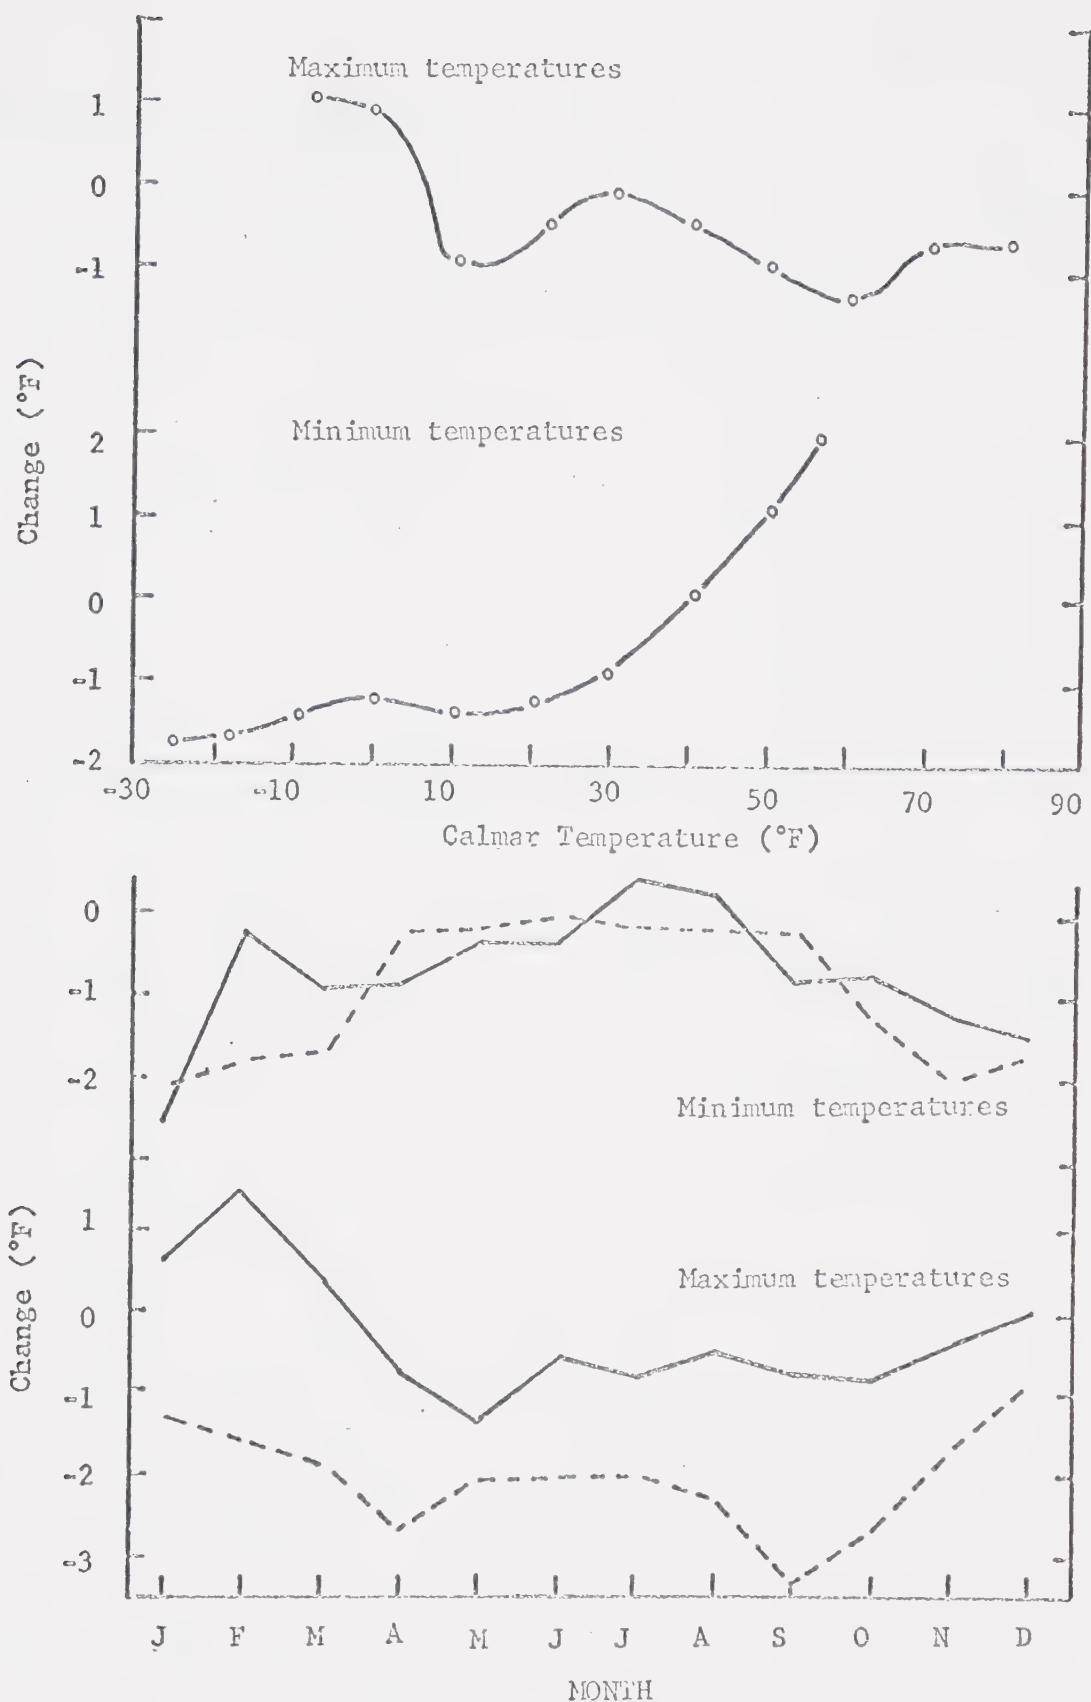 Maximum temperatures
1
0
-1
Change (°F)
Minimum temperatures
2
1
0
-1
-2
-30 -10 10 30 50 70 90
Calmar Temperature (°F)
0
-1
-2
Minimum temperatures
Change (°F)
1
Maximum temperatures
0
-1
-2
-3
J F M A M J J A S O N D
MONTH